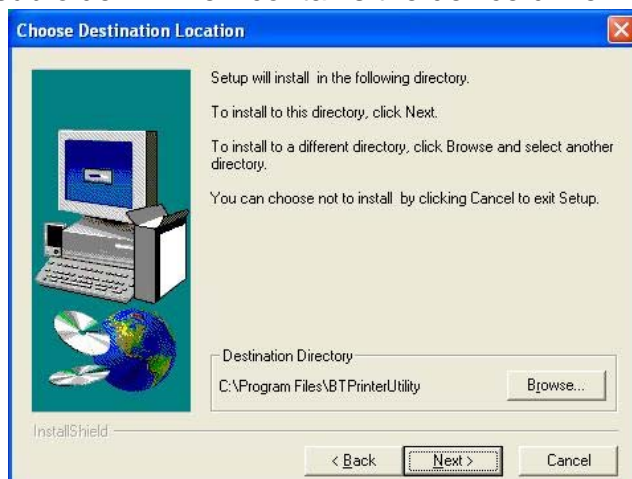 Choose Destination Location
Setup will install in the following directory.
To install to this directory, click Next.
To install to a different directory, click Browse and select another
directory.
You can choose not to install by clicking Cancel to exit Setup.
Destination Directory
C:\Program Files\BTPrinterUtility
Browse...
InstallShield
< Back
Next >
Cancel